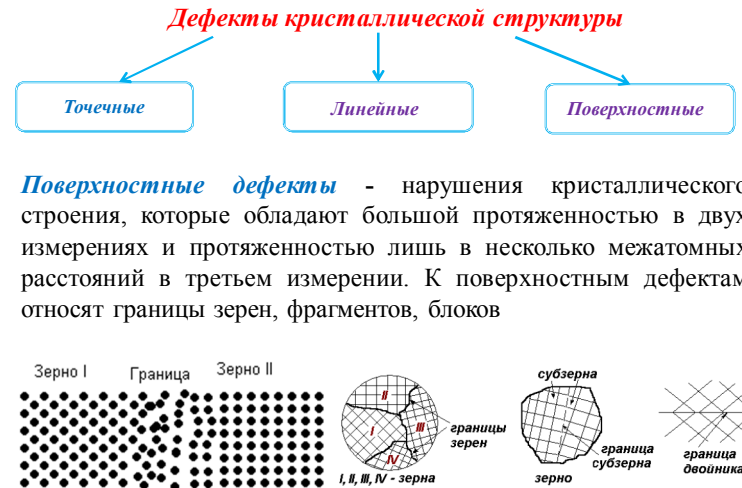 Дефекты кристаллической структуры
Точечные
Линейные
Поверхностные
Поверхностные дефекты - нарушения кристаллического
строения, которые обладают большой протяженностью в двух
измерениях и протяженностью лишь в несколько межатомных
расстояний в третьем измерении. К поверхностным дефектам
относят границы зерен, фрагментов, блоков
Зерно I
Граница
Зерно II
II
I
III
IV
границы
зерен
I, II, III, IV - зерна
субзерна
граница
субзерна
зерно
граница
двойника